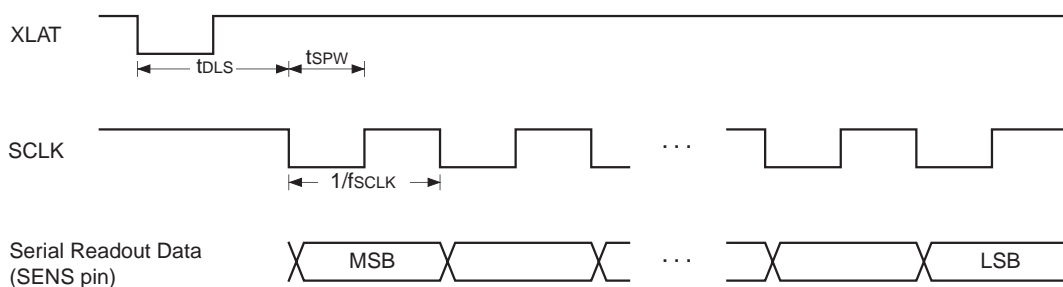 XLAT
tDLS
tSPW
SCLK
...
1/fSCLK
Serial Readout Data
(SENS pin)
MSB
...
LSB